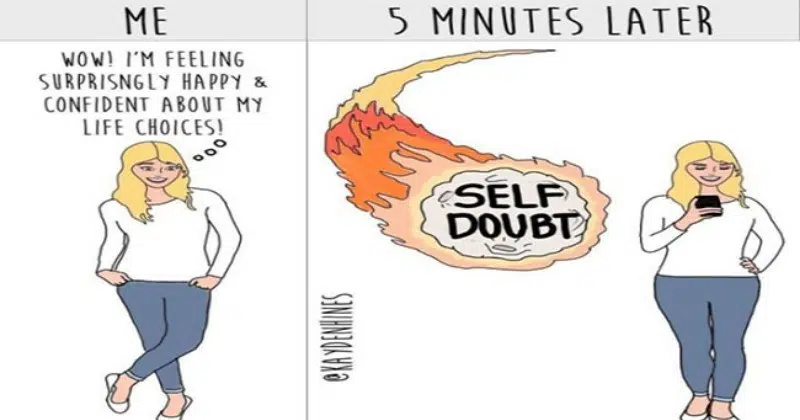 ME
WOW! I'M FEELING
SURPRISNGLY HAPPY &
CONFIDENT ABOUT MY
LIFE CHOICES!
5 MINUTES LATER
SELF
DOUBT
@KAYDENHINES